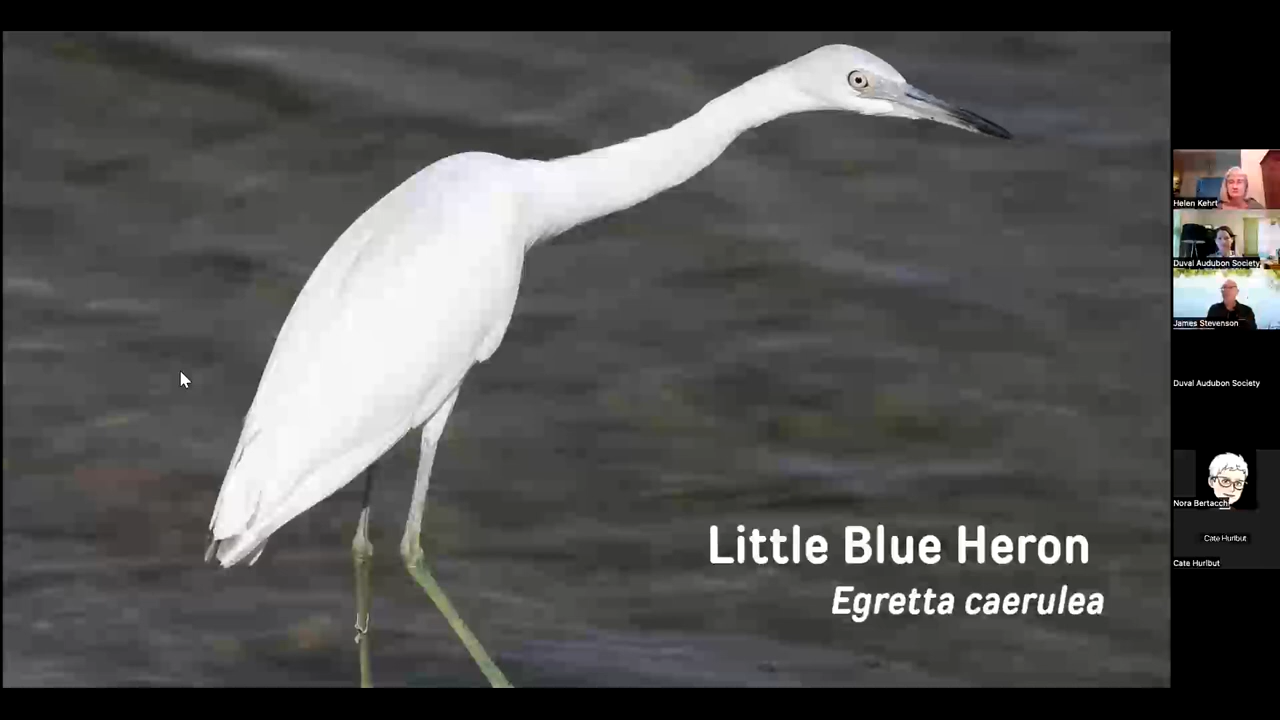 Little Blue Heron
Egretta caerulea
Helen Kehrt
Duval Audubon Society
James Stevenson
Duval Audubon Society
Nora Bertacchi
Cate Hurlbut
Cate Hurlbut